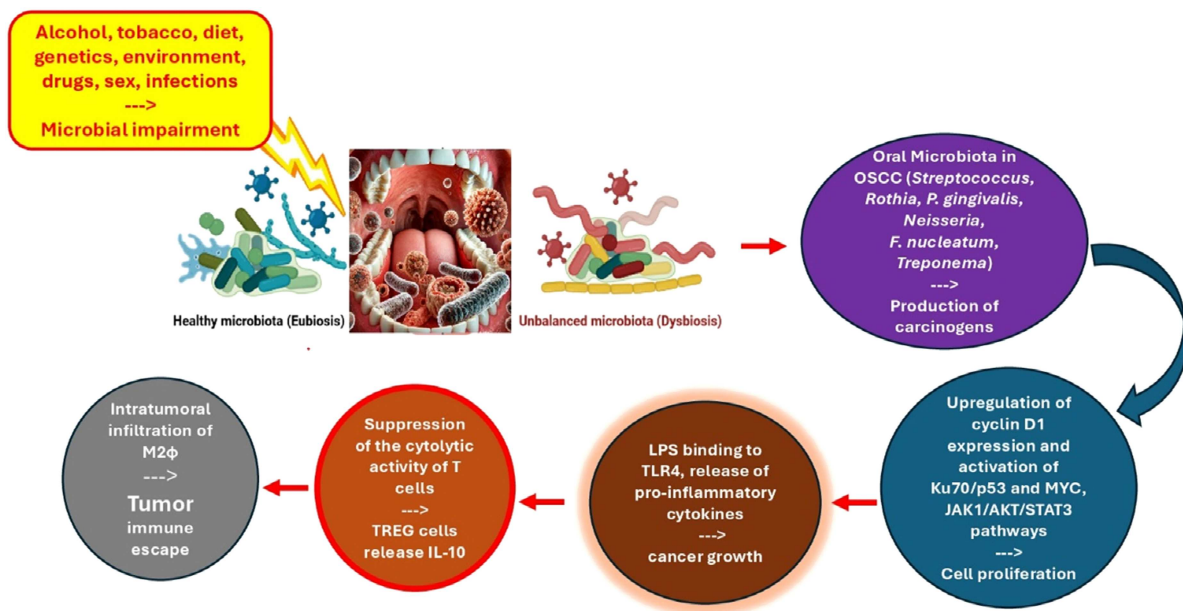 Alcohol, tobacco, diet,
genetics, environment,
drugs, sex, infections
--->
Microbial impairment
Healthy microbiota (Eubiosis)
Unbalanced microbiota (Dysbiosis)
Oral Microbiota in
OSCC (Streptococcus,
Rothia, P. gingivalis,
Neisseria,
F. nucleatum,
Treponema)
--->
Production of
carcinogens
Upregulation of
cyclin D1
expression and
activation of
Ku70/p53 and MYC,
JAK1/AKT/STAT3
pathways
--->
Cell proliferation
LPS binding to
TLR4, release of
pro-inflammatory
cytokines
--->
cancer growth
Suppression
of the cytolytic
activity of T
cells
--->
TREG cells
release IL-10
Intratumoral
infiltration of
M2ϕ
--->
Tumor
immune
escape